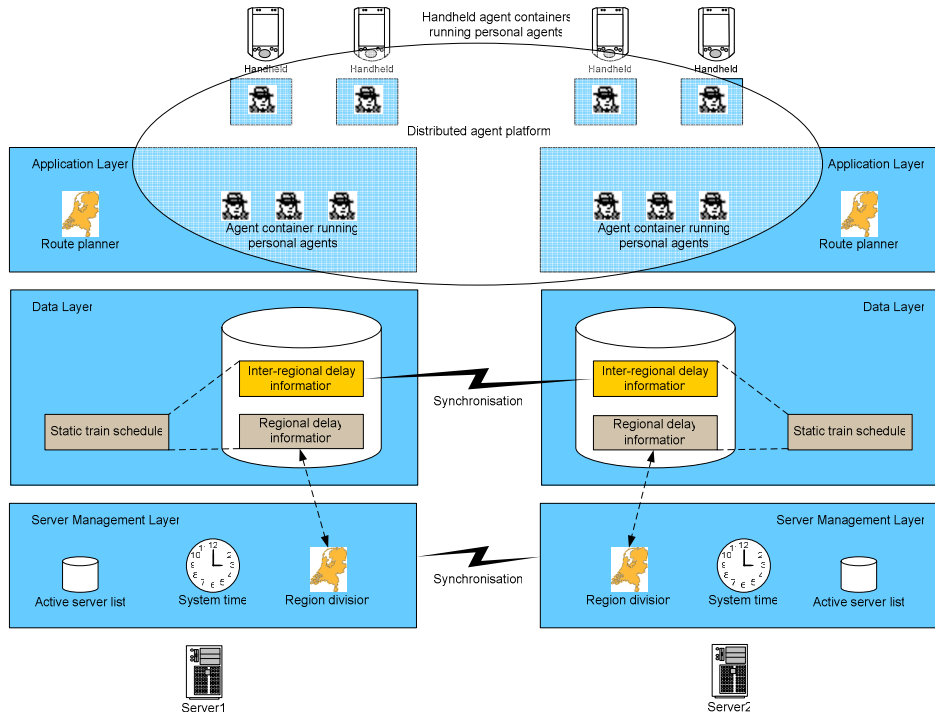 Handheld agent containers
running personal agents
Handheld
Handheld
Handheld
Handheld
Distributed agent platform
Application Layer
Application Layer
Route planner
Agent container running
personal agents
Agent container running
personal agents
Route planner
Data Layer
Data Layer
Inter-regional delay
information
Inter-regional delay
information
Synchronisation
Static train schedule
Regional delay
information
Regional delay
information
Static train schedule
Server Management Layer
Server Management Layer
Synchronisation
Active server list
System time
Region division
Region division
System time
Active server list
Server1
Server2